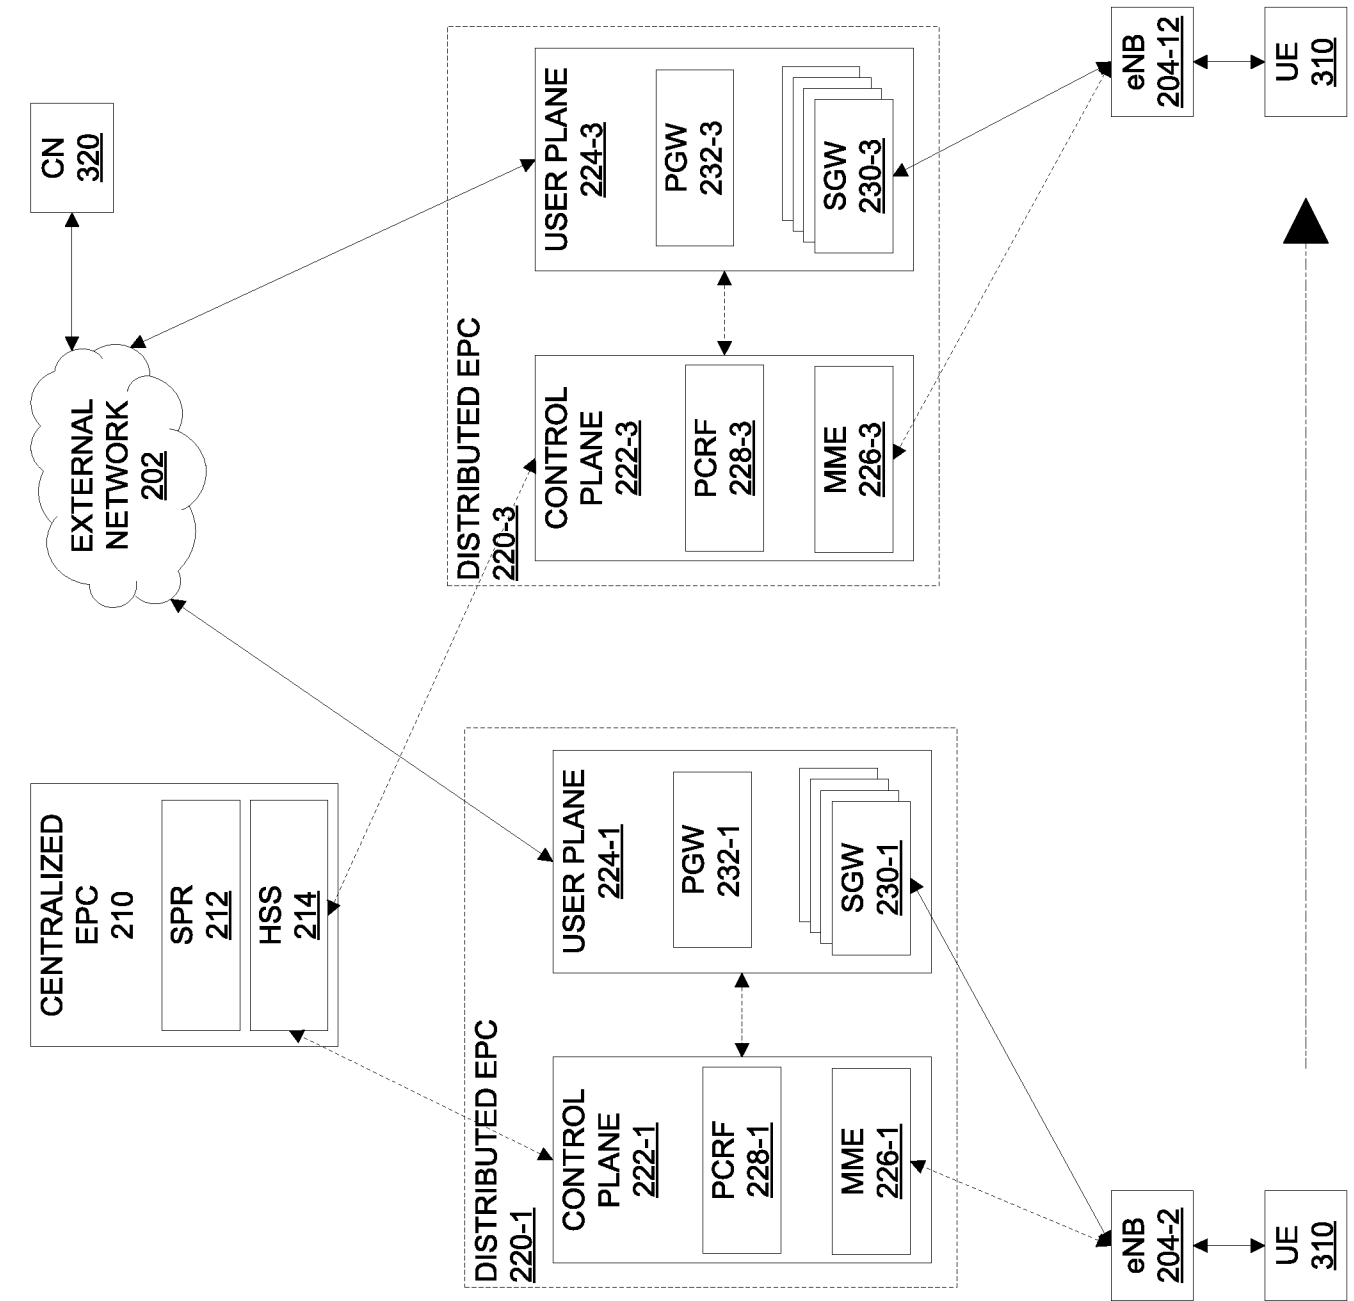 CENTRALIZED
EPC
210
SPR
212
HSS
214
EXTERNAL
NETWORK
202
CN
320
DISTRIBUTED EPC
220-1
CONTROL
PLANE
222-1
PCRF
228-1
MME
226-1
USER PLANE
224-1
PGW
232-1
SGW
230-1
DISTRIBUTED EPC
220-3
CONTROL
PLANE
222-3
PCRF
228-3
MME
226-3
USER PLANE
224-3
PGW
232-3
SGW
230-3
eNB
204-2
UE
310
eNB
204-12
UE
310